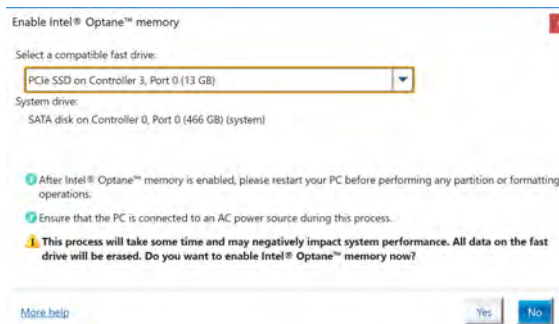 Enable Intel® Optane™ memory
Select a compatible fast drive:
PCIe SSD on Controller 3, Port 0 (13 GB)
System drive:
SATA disk on Controller 0, Port 0 (466 GB) (system)
After Intel® Optane™ memory is enabled, please restart your PC before performing any partition or formatting
operations.
Ensure that the PC is connected to an AC power source during this process.
This process will take some time and may negatively impact system performance. All data on the fast
drive will be erased. Do you want to enable Intel® Optane™ memory now?
More help
Yes
No